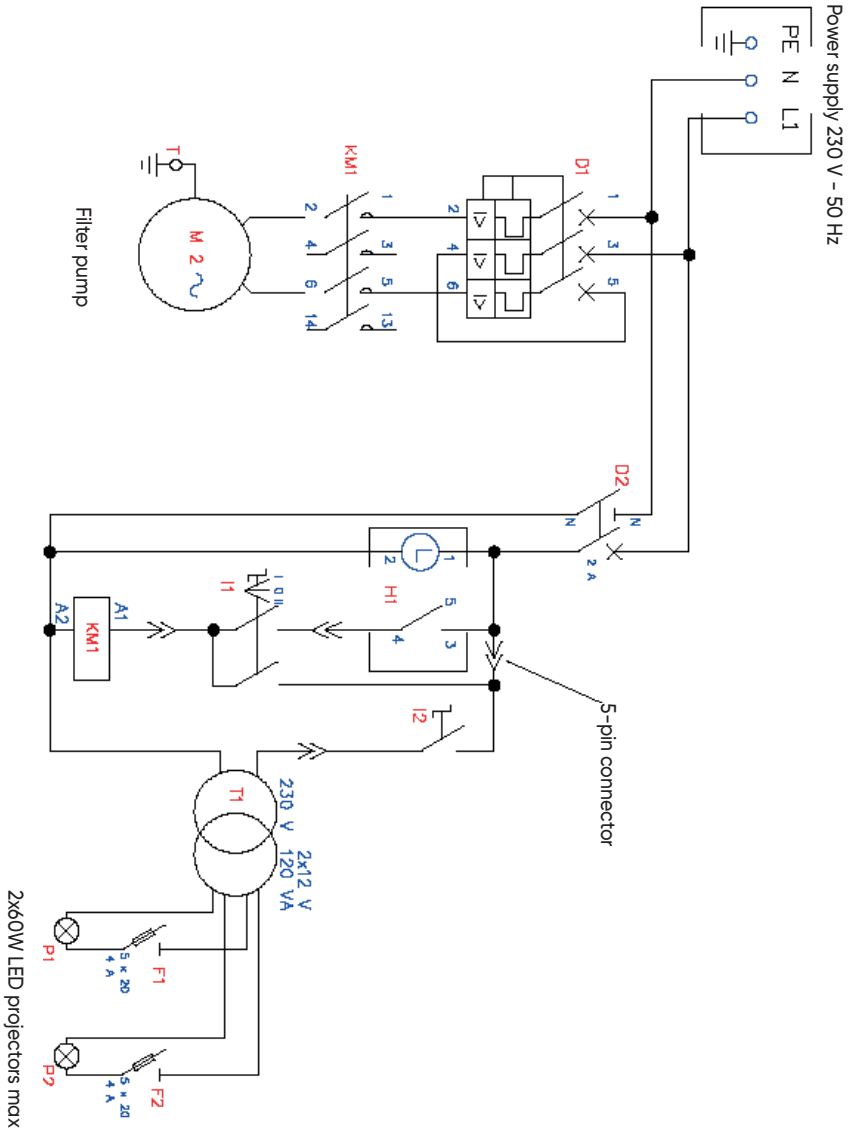 Power supply 230 V – 50 Hz
PE N L1
D1
1 3 5
2 4 6
I> I> I>
KM1
1 3 5 13
2 4 6 14
T
M 2 ~
Filter pump
D2
N
N
2 A
L
1
2
H1
5
3
4
I1
I 0 II
KM1
A1
A2
5-pin connector
I2
T1
230 V
2x12 V
120 VA
F1
5 x 20
4 A
P1
F2
5 x 20
4 A
P2
2x60W LED projectors max